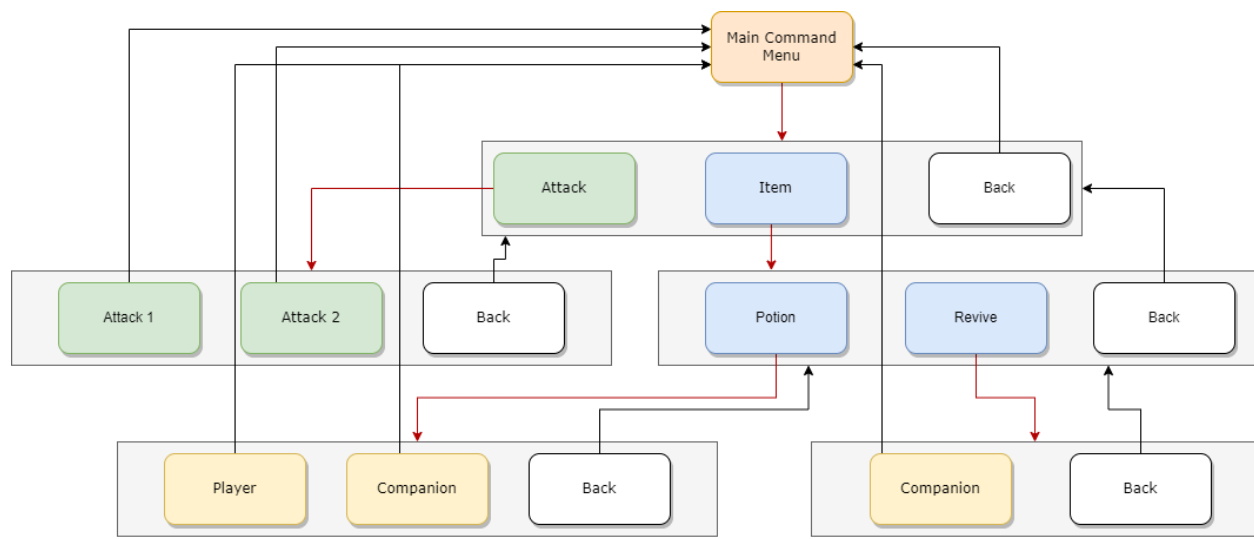 Main Command
Menu
Attack
Item
Back
Attack 1
Attack 2
Back
Potion
Revive
Back
Player
Companion
Back
Companion
Back